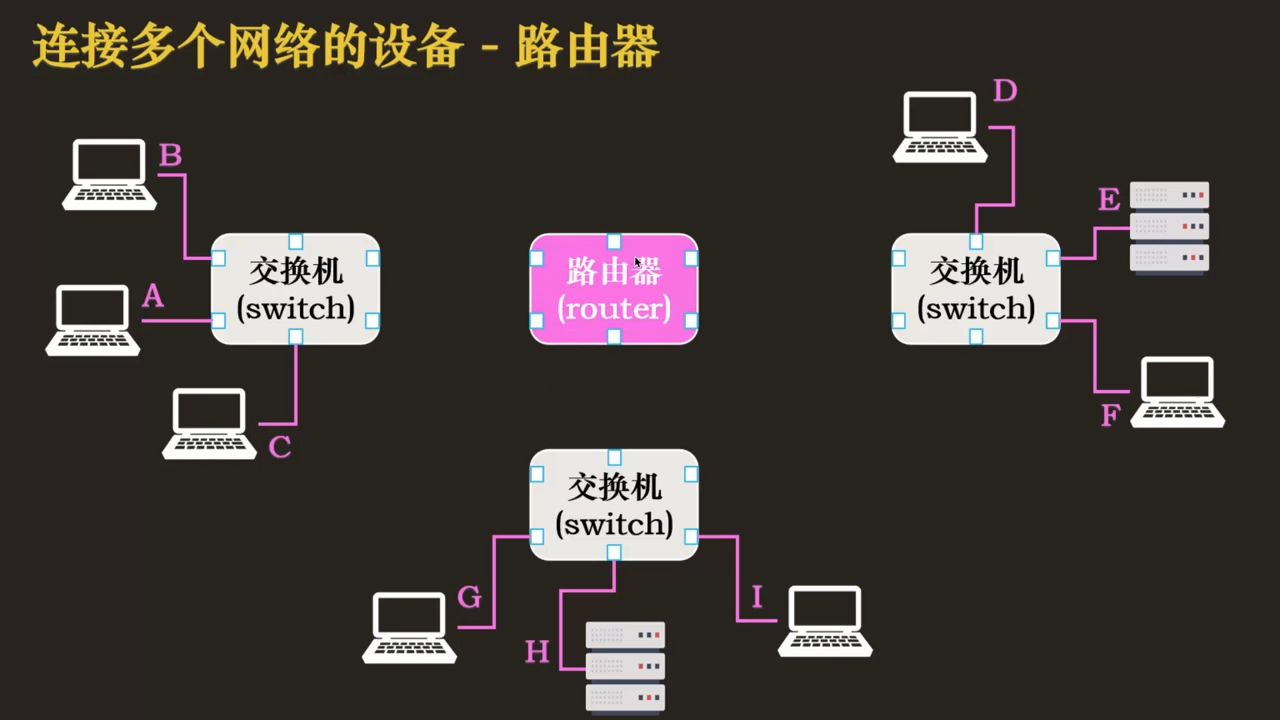 连接多个网络的设备 - 路由器
D
B
E
交换机
(switch)
路由器
(router)
交换机
(switch)
A
F
C
交换机
(switch)
G
I
H